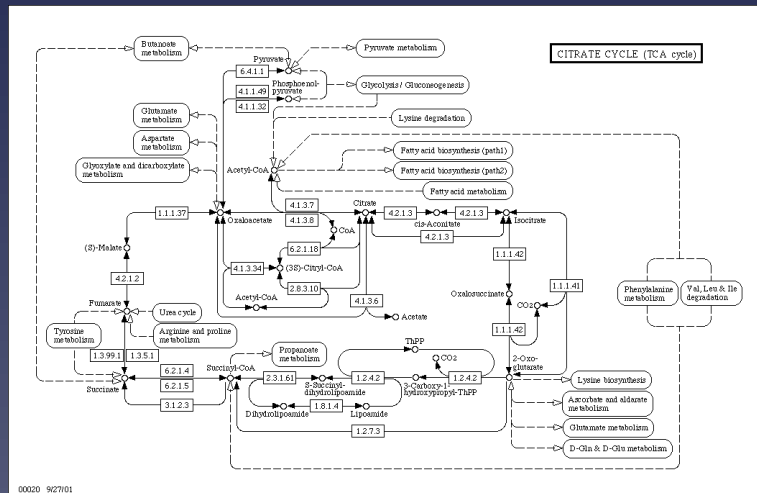 CITRATE CYCLE (TCA cycle)
Butanoate
metabolism
Pyruvate
Pyruvate metabolism
6.4.1.1
Phosphoenol-
pyruvate
4.1.1.49
4.1.1.32
Glycolysis / Gluconeogenesis
Glutamate
metabolism
Lysine degradation
Aspartate
metabolism
Fatty acid biosynthesis (path1)
Glyoxylate and dicarboxylate
metabolism
Acetyl-CoA
Fatty acid biosynthesis (path2)
Fatty acid metabolism
1.1.1.37
Oxaloacetate
4.1.3.7
4.1.3.8
Citrate
4.2.1.3
cis-Aconitate
4.2.1.3
Isocitrate
4.2.1.3
CoA
(S)-Malate
6.2.1.18
4.1.3.34
(3S)-Citryl-CoA
2.8.3.10
Acetyl-CoA
4.1.3.6
Acetate
1.1.1.42
1.1.1.41
Oxalosuccinate
CO2
1.1.1.42
4.2.1.2
Fumarate
Urea cycle
Tyrosine
metabolism
Arginine and proline
metabolism
Phenylalanine
metabolism
Val, Leu & Ile
degradation
1.3.99.1
1.3.5.1
Propanoate
metabolism
ThPP
CO2
2-Oxo-
glutarate
6.2.1.4
6.2.1.5
Succinyl-CoA
2.3.1.61
S-Succinyl-
dihydrolipoamide
1.2.4.2
3-Carboxy-1-
hydroxypropyl-ThPP
1.2.4.2
Lysine biosynthesis
Succinate
3.1.2.3
Dihydrolipoamide
1.8.1.4
Lipoamide
Ascorbate and aldarate
metabolism
1.2.7.3
Glutamate metabolism
D-Gln & D-Glu metabolism
00020 9/27/01